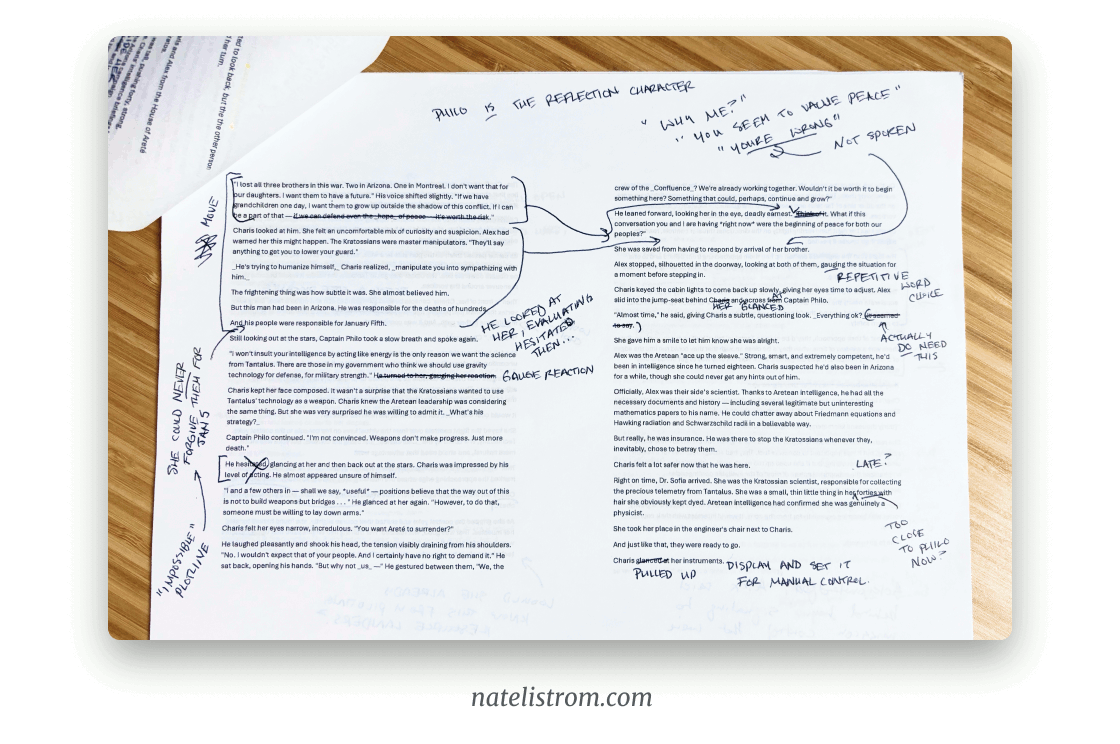 PHILO IS THE REFLECTION CHARACTER
"WHY ME?"
"YOU SEEM TO VALUE PEACE"
"YOU'RE WRONG"
NOT SPOKEN
ted to look back, but the other person
her turn.
ts and Alex from the House of Areté
MOVE
"I lost all three brothers in this war. Two in Arizona. One in Montreal. I don't want that for
our daughters. I want them to have a future." His voice shifted slightly. "If we have
grandchildren one day, I want them to grow up outside the shadow of this conflict. If I can
be a part of that — if we can defend even the _hope_ of peace — it's worth the risk."
Charis looked at him. She felt an uncomfortable mix of curiosity and suspicion. Alex had
warned her this might happen. The Kratossians were master manipulators. "They'll say
anything to get you to lower your guard."
_He's trying to humanize himself,_ Charis realized, _manipulate you into sympathizing with
him._
The frightening thing was how subtle it was. She almost believed him.
But this man had been in Arizona. He was responsible for the deaths of hundreds.
And his people were responsible for January Fifth.
HE LOOKED AT
HER, EVALUATING
HESITATED
THEN...
Still looking out at the stars, Captain Philo took a slow breath and spoke again.
"I won't insult your intelligence by acting like energy is the only reason we want the science
from Tantalus. There are those in my government who think we should use gravity
technology for defense, for military strength." He turned to her, gauging her reaction.
GAUGE REACTION
Charis kept her face composed. It wasn't a surprise that the Kratossians wanted to use
Tantalus' technology as a weapon. Charis knew the Aretean leadership was considering
the same thing. But she was very surprised he was willing to admit it. _What's his
strategy?_
Captain Philo continued. "I'm not convinced. Weapons don't make progress. Just more
death."
He hesitated, glancing at her and then back out at the stars. Charis was impressed by his
level of acting. He almost appeared unsure of himself.
"I and a few others in — shall we say, *useful* — positions believe that the way out of this
is not to build weapons but bridges . . ." He glanced at her again. "However, to do that,
someone must be willing to lay down arms."
Charis felt her eyes narrow, incredulous. "You want Areté to surrender?"
He laughed pleasantly and shook his head, the tension visibly draining from his shoulders.
"No. I wouldn't expect that of your people. And I certainly have no right to demand it." He
sat back, opening his hands. "But why not _us_ —" He gestured between them, "We, the
SHE COULD NEVER
FORGIVE THEM FOR
JAN 5
"IMPOSSIBLE"
PLOTLINE
crew of the _Confluence_? We're already working together. Wouldn't it be worth it to begin
something here? Something that could, perhaps, continue and grow?"
He leaned forward, looking her in the eye, deadly earnest. "Think of it. What if this
conversation you and I are having *right now* were the beginning of peace for both our
peoples?"
She was saved from having to respond by arrival of her brother.
Alex stopped, silhouetted in the doorway, looking at both of them, gauging the situation for
a moment before stepping in.
REPETITIVE
WORD
CHOICE
Charis keyed the cabin lights to come back up slowly, giving her eyes time to adjust. Alex
slid into the jump-seat behind Charis and across from Captain Philo.
HER GLANCED AT
"Almost time," he said, giving Charis a subtle, questioning look. _Everything ok?_ it seemed
to say.
ACTUALLY
DO NEED
THIS
She gave him a smile to let him know she was alright.
Alex was the Aretean "ace up the sleeve." Strong, smart, and extremely competent, he'd
been in intelligence since he turned eighteen. Charis suspected he'd also been in Arizona
for a while, though she could never get any hints out of him.
Officially, Alex was their side's scientist. Thanks to Aretean intelligence, he had all the
necessary documents and history — including several legitimate but uninteresting
mathematics papers to his name. He could chatter away about Friedmann equations and
Hawking radiation and Schwarzschild radii in a believable way.
But really, he was insurance. He was there to stop the Kratossians whenever they,
inevitably, chose to betray them.
Charis felt a lot safer now that he was here.
LATE?
Right on time, Dr. Sofia arrived. She was the Kratossian scientist, responsible for collecting
the precious telemetry from Tantalus. She was a small, thin little thing in her forties with
hair she obviously kept dyed. Aretean intelligence had confirmed she was genuinely a
physicist.
TOO
CLOSE
TO PHILO
NOW?
She took her place in the engineer's chair next to Charis.
And just like that, they were ready to go.
Charis glanced at her instruments.
PULLED UP
DISPLAY AND SET IT
FOR MANUAL CONTROL.
natelistrom.com